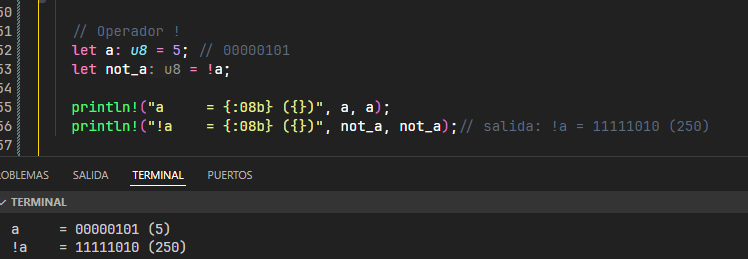 50
51 // Operador !
52 let a: u8 = 5; // 00000101
53 let not_a: u8 = !a;
54
55 println!("a     = {:08b} ({})", a, a);
56 println!("!a    = {:08b} ({})", not_a, not_a);// salida: !a = 11111010 (250)
57
OBLEMAS SALIDA TERMINAL PUERTOS
TERMINAL
a     = 00000101 (5)
!a    = 11111010 (250)